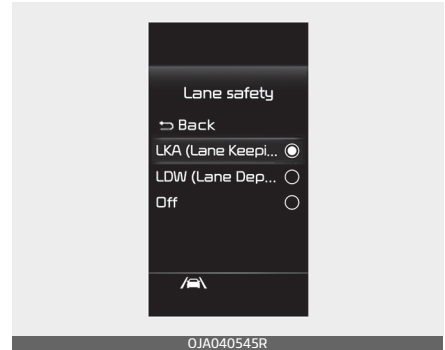 Lane safety
Back
LKA (Lane Keepi...
LDW (Lane Dep...
Off
OJA040545R